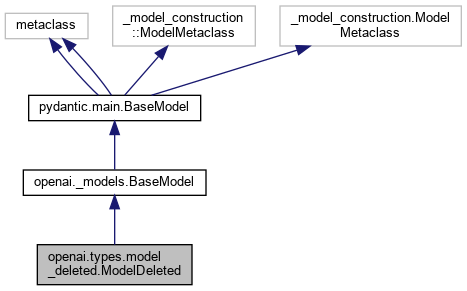 metaclass
_model_construction
::ModelMetaclass
_model_construction.Model
Metaclass
pydantic.main.BaseModel
openai._models.BaseModel
openai.types.model
_deleted.ModelDeleted